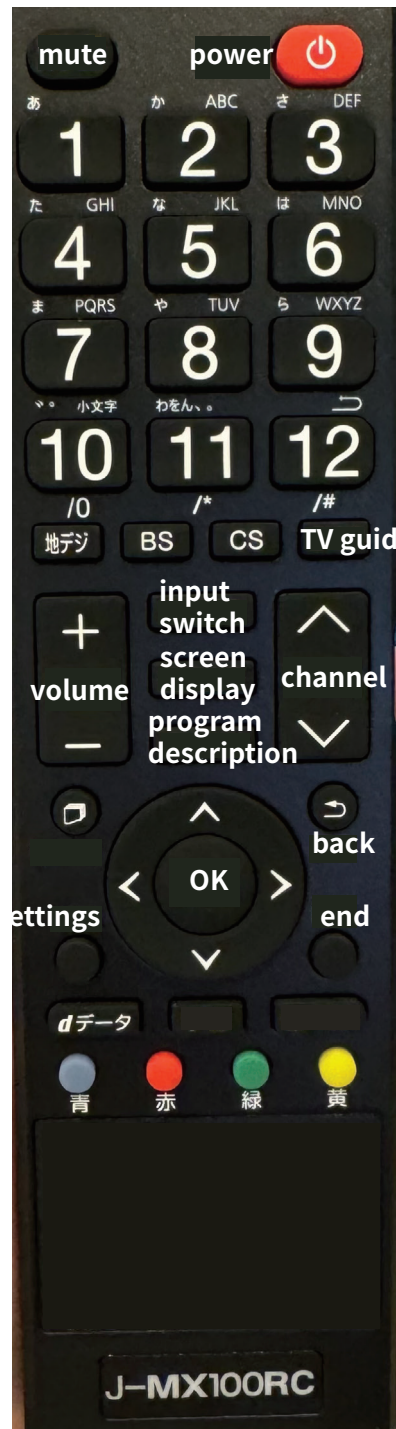 mute power
あ か ABC さ DEF
1 2 3
た GHI な JKL は MNO
4 5 6
ま PQRS や TUV ら WXYZ
7 8 9
゛゜ 小文字 わをん、。
10 11 12
/0 /* /#
地デジ BS CS TV guid
input
switch
screen
display
program
description
+
volume
−
channel
back
OK
ettings end
dデータ
青 赤 緑 黄
J-MX100RC